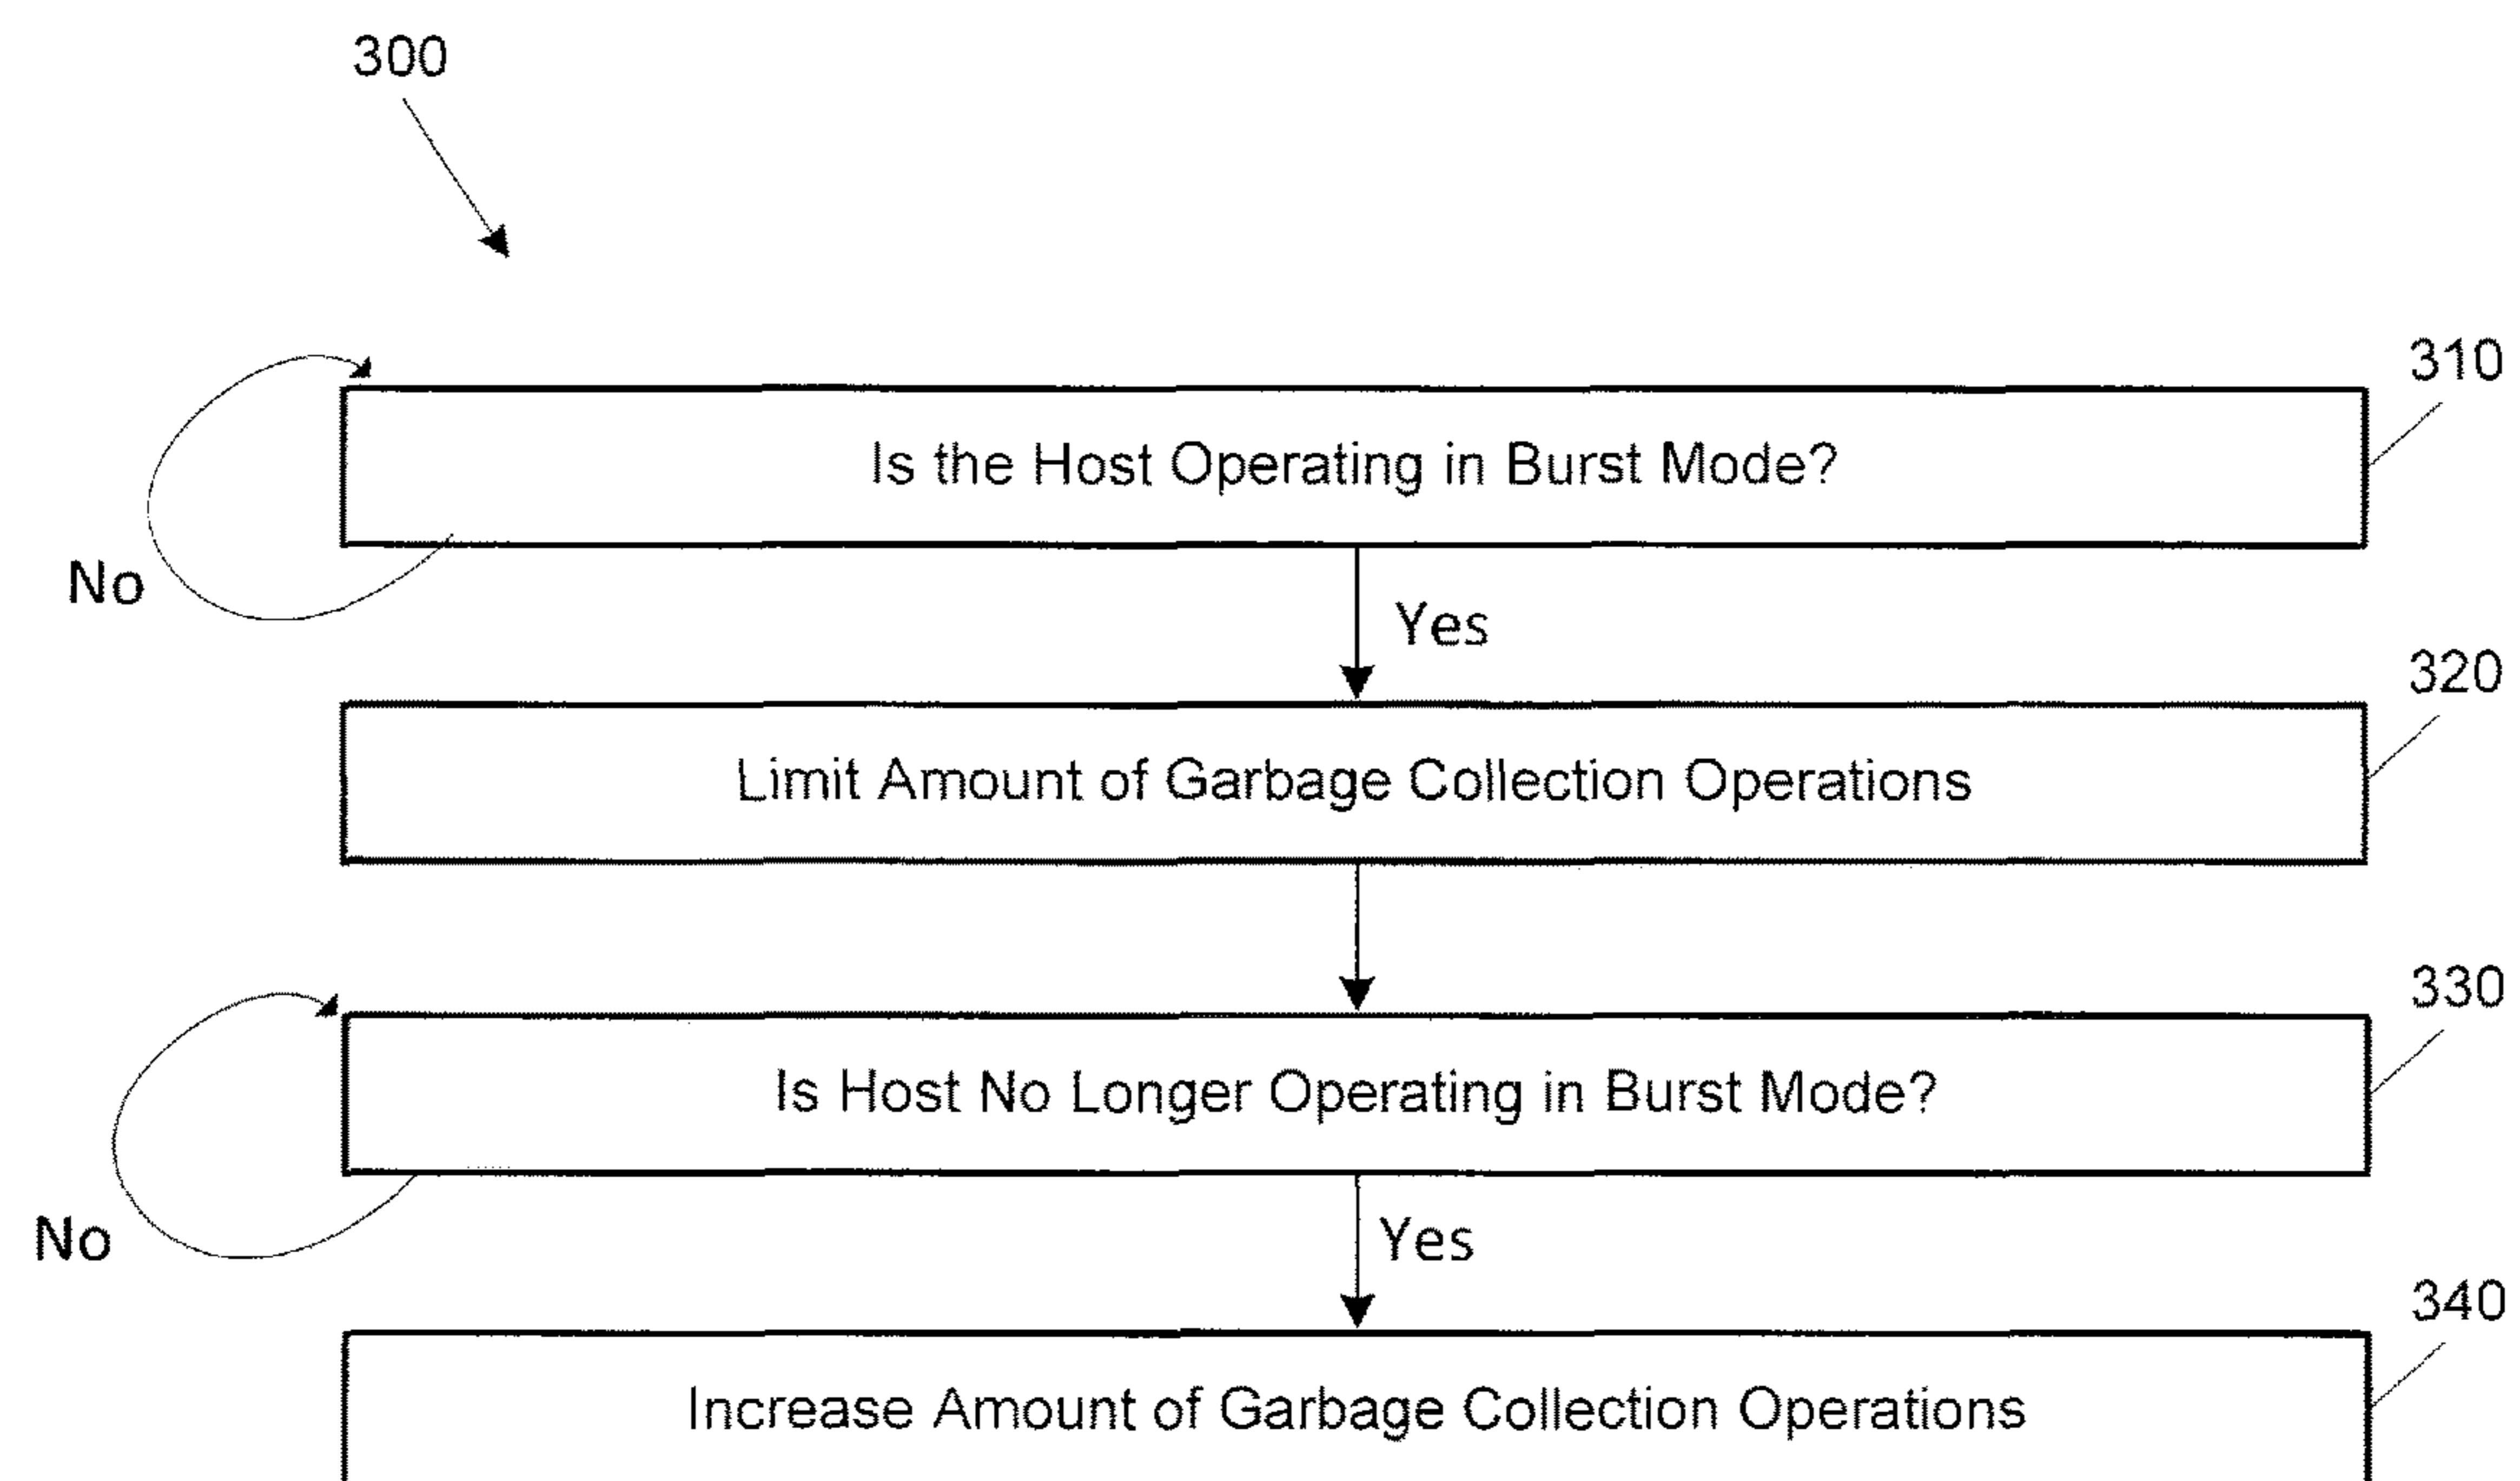 300
310
Is the Host Operating in Burst Mode?
No
Yes
320
Limit Amount of Garbage Collection Operations
330
Is Host No Longer Operating in Burst Mode?
No
Yes
340
Increase Amount of Garbage Collection Operations